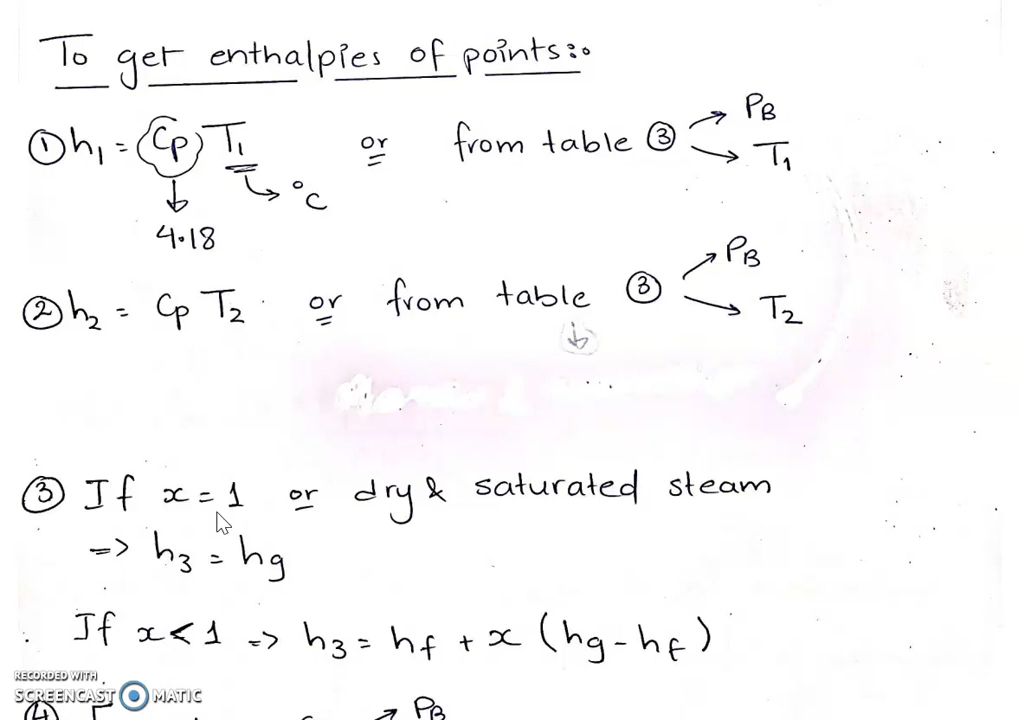 To get enthalpies of points:
① h₁ = Cp T₁ or from table ③ → PB
→ T₁
→ °C
↓
4.18
② h₂ = Cp T₂ or from table ③ → PB
→ T₂
↓
③ If x = 1 or dry & saturated steam
=> h₃ = hg
If x < 1 => h₃ = hf + x (hg - hf)
RECORDED WITH
SCREENCAST MATIC
④ → PB